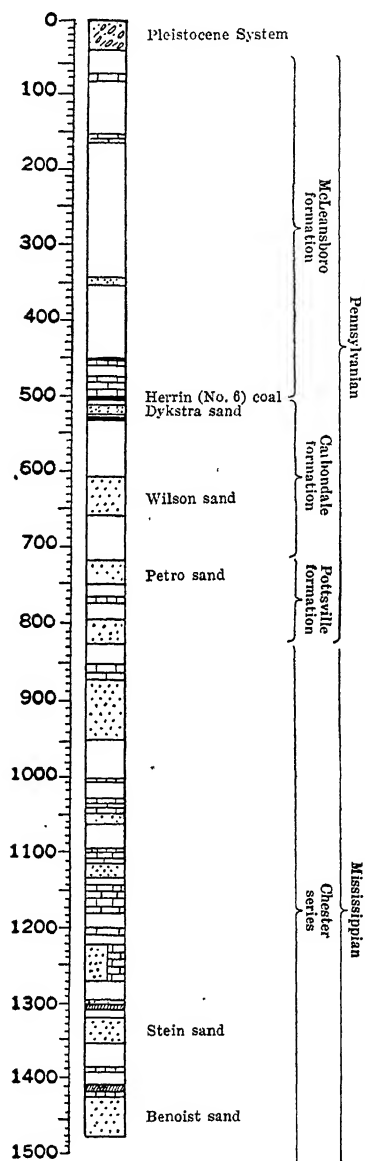 0
Pleistocene System
100
200
300
400
500
600
700
800
900
1000
1100
1200
1300
1400
1500
Herrin (No. 6) coal
Dykstra sand
Wilson sand
Petro sand
Stein sand
Benoist sand
McLeansboro
formation
Carbondale
formation
Pottsville
formation
Chester
series
Pennsylvanian
Mississippian